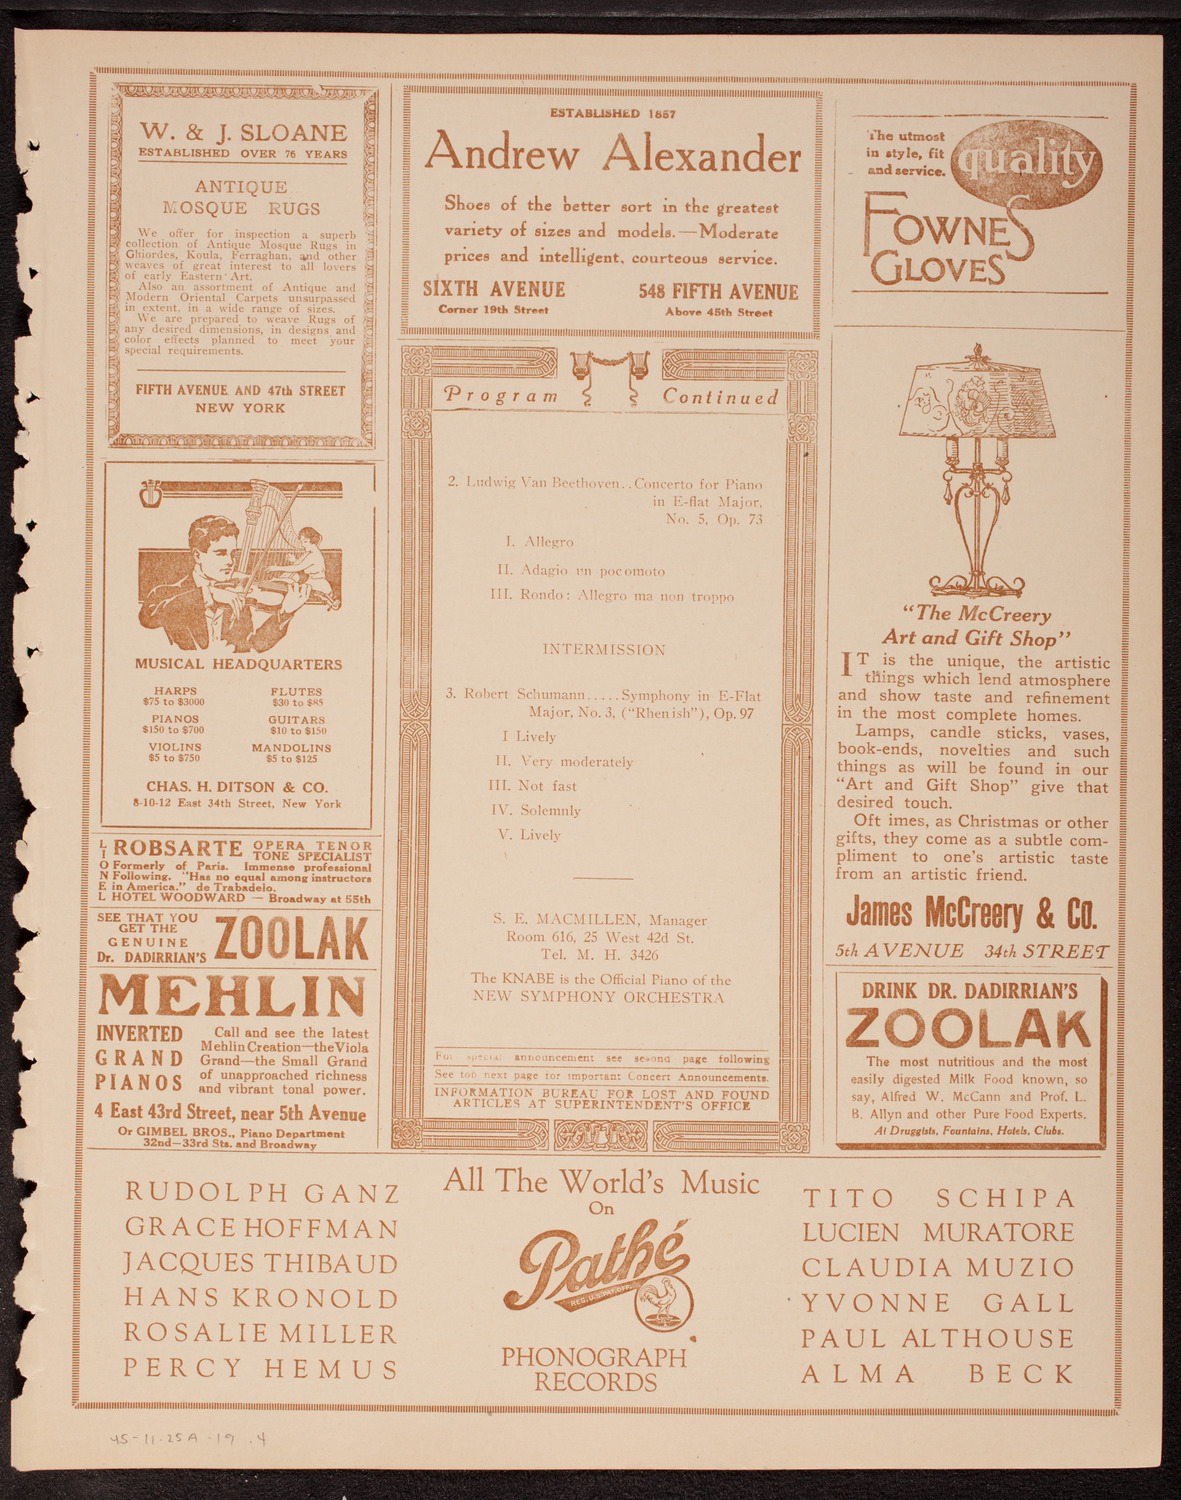 W. & J. SLOANE
ESTABLISHED OVER 76 YEARS
ANTIQUE
MOSQUE RUGS
We offer for inspection a superb
collection of Antique Mosque Rugs in
Ghiordes, Koula, Ferraghan, and other
weaves of great interest to all lovers
of early Eastern Art.
Also an assortment of Antique and
Modern Oriental Carpets unsurpassed
in extent, in a wide range of sizes.
We are prepared to weave Rugs of
any desired dimensions, in designs and
color effects planned to meet your
special requirements.
FIFTH AVENUE AND 47th STREET
NEW YORK
MUSICAL HEADQUARTERS
HARPS
$75 to $3000
FLUTES
$30 to $85
PIANOS
$150 to $700
GUITARS
$10 to $150
VIOLINS
$5 to $750
MANDOLINS
$5 to $125
CHAS. H. DITSON & CO.
8-10-12 East 34th Street, New York
LIONEL
ROBSARTE OPERA TENOR
TONE SPECIALIST
Formerly of Paris. Immense professional
Following. "Has no equal among instructors
in America." de Trabadelo.
HOTEL WOODWARD — Broadway at 55th
SEE THAT YOU
GET THE
GENUINE
Dr. DADIRRIAN'S
ZOOLAK
MEHLIN
INVERTED
GRAND
PIANOS
Call and see the latest
Mehlin Creation—the Viola
Grand—the Small Grand
of unapproached richness
and vibrant tonal power.
4 East 43rd Street, near 5th Avenue
Or GIMBEL BROS., Piano Department
32nd—33rd Sts. and Broadway
ESTABLISHED 1857
Andrew Alexander
Shoes of the better sort in the greatest
variety of sizes and models.—Moderate
prices and intelligent, courteous service.
SIXTH AVENUE
Corner 19th Street
548 FIFTH AVENUE
Above 45th Street
Program Continued
2. Ludwig Van Beethoven..Concerto for Piano
in E-flat Major,
No. 5, Op. 73
I. Allegro
II. Adagio un poco moto
III. Rondo: Allegro ma non troppo
INTERMISSION
3. Robert Schumann.....Symphony in E-Flat
Major, No. 3, ("Rhenish"), Op. 97
I Lively
II. Very moderately
III. Not fast
IV. Solemnly
V. Lively
S. E. MACMILLEN, Manager
Room 616, 25 West 42d St.
Tel. M. H. 3426
The KNABE is the Official Piano of the
NEW SYMPHONY ORCHESTRA
For special announcement see second page following
See top next page for important Concert Announcements.
INFORMATION BUREAU FOR LOST AND FOUND
ARTICLES AT SUPERINTENDENT'S OFFICE
The utmost
in style, fit
and service.
quality
FOWNES
GLOVES
"The McCreery
Art and Gift Shop"
IT is the unique, the artistic
things which lend atmosphere
and show taste and refinement
in the most complete homes.
Lamps, candle sticks, vases,
book-ends, novelties and such
things as will be found in our
"Art and Gift Shop" give that
desired touch.
Oft imes, as Christmas or other
gifts, they come as a subtle com-
pliment to one's artistic taste
from an artistic friend.
James McCreery & Co.
5th AVENUE 34th STREET
DRINK DR. DADIRRIAN'S
ZOOLAK
The most nutritious and the most
easily digested Milk Food known, so
say, Alfred W. McCann and Prof. L.
B. Allyn and other Pure Food Experts.
At Druggists, Fountains, Hotels, Clubs.
RUDOLPH GANZ
GRACE HOFFMAN
JACQUES THIBAUD
HANS KRONOLD
ROSALIE MILLER
PERCY HEMUS
All The World's Music
On
Pathé
REG. U.S. PAT. OFF.
PHONOGRAPH
RECORDS
TITO SCHIPA
LUCIEN MURATORE
CLAUDIA MUZIO
YVONNE GALL
PAUL ALTHOUSE
ALMA BECK
45-11-25A-19 .4